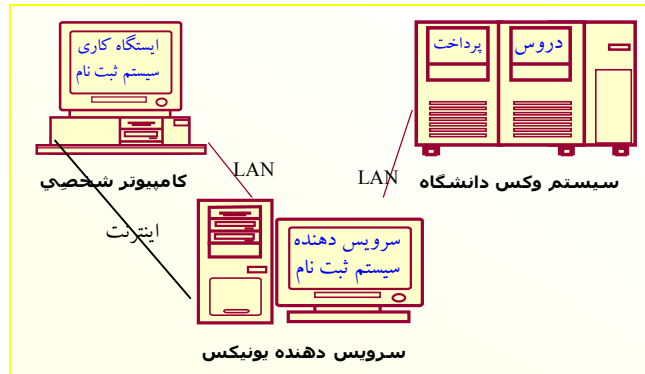 ایستگاه کاری
سیستم ثبت نام
پرداخت
دروس
کامپیوتر شخصي
LAN
LAN
سیستم وکس دانشگاه
اینترنت
سرویس دهنده
سیستم ثبت نام
سرویس دهنده یونیکس